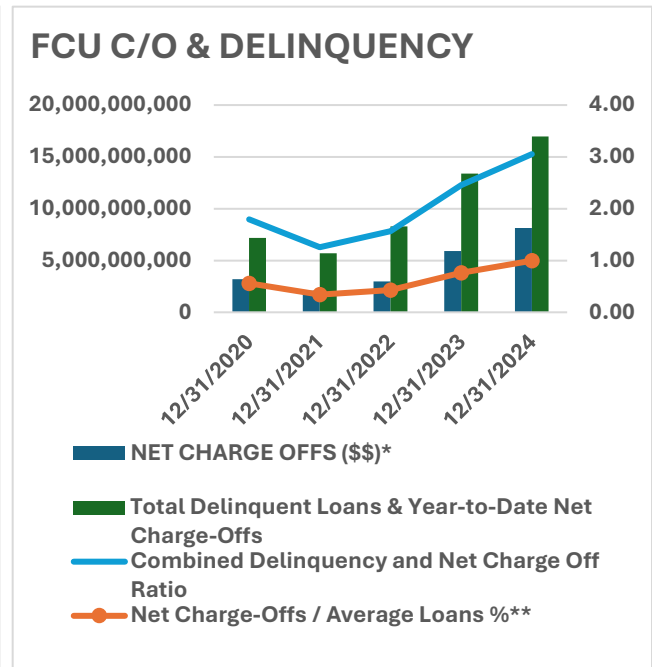 FCU C/O & DELINQUENCY
20,000,000,000
4.00
15,000,000,000
3.00
10,000,000,000
2.00
5,000,000,000
1.00
0
0.00
12/31/2020
12/31/2021
12/31/2022
12/31/2023
12/31/2024
NET CHARGE OFFS ($$)*
Total Delinquent Loans & Year-to-Date Net
Charge-Offs
Combined Delinquency and Net Charge Off
Ratio
Net Charge-Offs / Average Loans %**